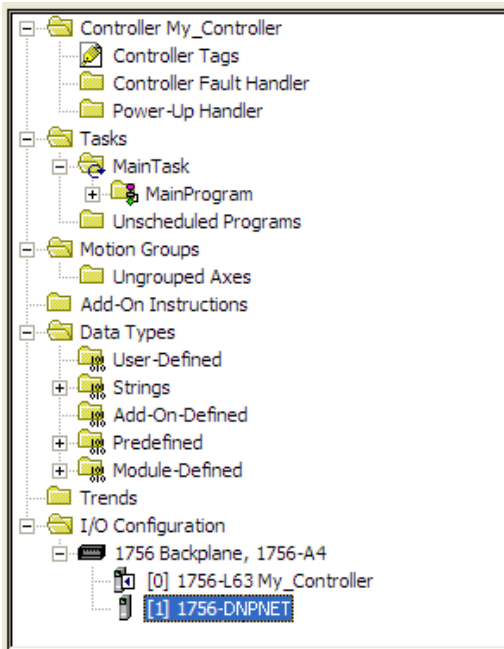 Controller My_Controller
Controller Tags
Controller Fault Handler
Power-Up Handler
Tasks
MainTask
MainProgram
Unscheduled Programs
Motion Groups
Ungrouped Axes
Add-On Instructions
Data Types
User-Defined
Strings
Add-On-Defined
Predefined
Module-Defined
Trends
I/O Configuration
1756 Backplane, 1756-A4
[0] 1756-L63 My_Controller
[1] 1756-DNPNET